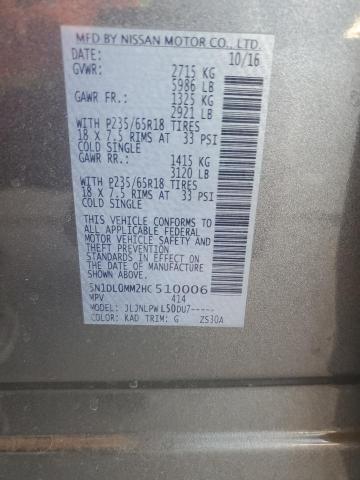 MFD BY NISSAN MOTOR CO., LTD.
DATE: 10/16
GVWR: 2715 KG
5986 LB
GAWR FR.: 1325 KG
2921 LB
WITH P235/65R18 TIRES
18 X 7.5 RIMS AT 33 PSI
COLD SINGLE
GAWR RR.: 1415 KG
3120 LB
WITH P235/65R18 TIRES
18 X 7.5 RIMS AT 33 PSI
COLD SINGLE
THIS VEHICLE CONFORMS TO
ALL APPLICABLE FEDERAL
MOTOR VEHICLE SAFETY AND
THEFT PREVENTION
STANDARDS IN EFFECT ON
THE DATE OF MANUFACTURE
SHOWN ABOVE.
5N1DL0MM2HC510006
MPV 414
MODEL: JLJNLPWL50DU7-----
COLOR: KAD TRIM: G ZS30A